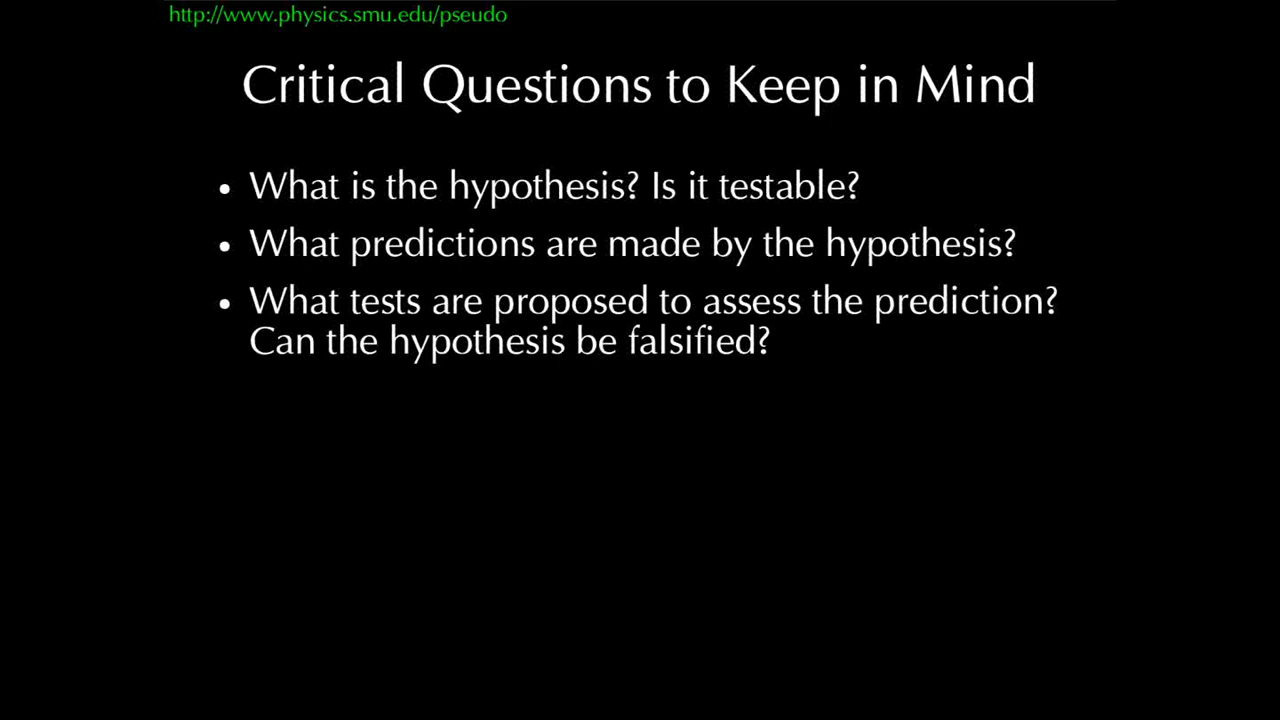 http://www.physics.smu.edu/pseudo
Critical Questions to Keep in Mind
• What is the hypothesis? Is it testable?
• What predictions are made by the hypothesis?
• What tests are proposed to assess the prediction?
Can the hypothesis be falsified?